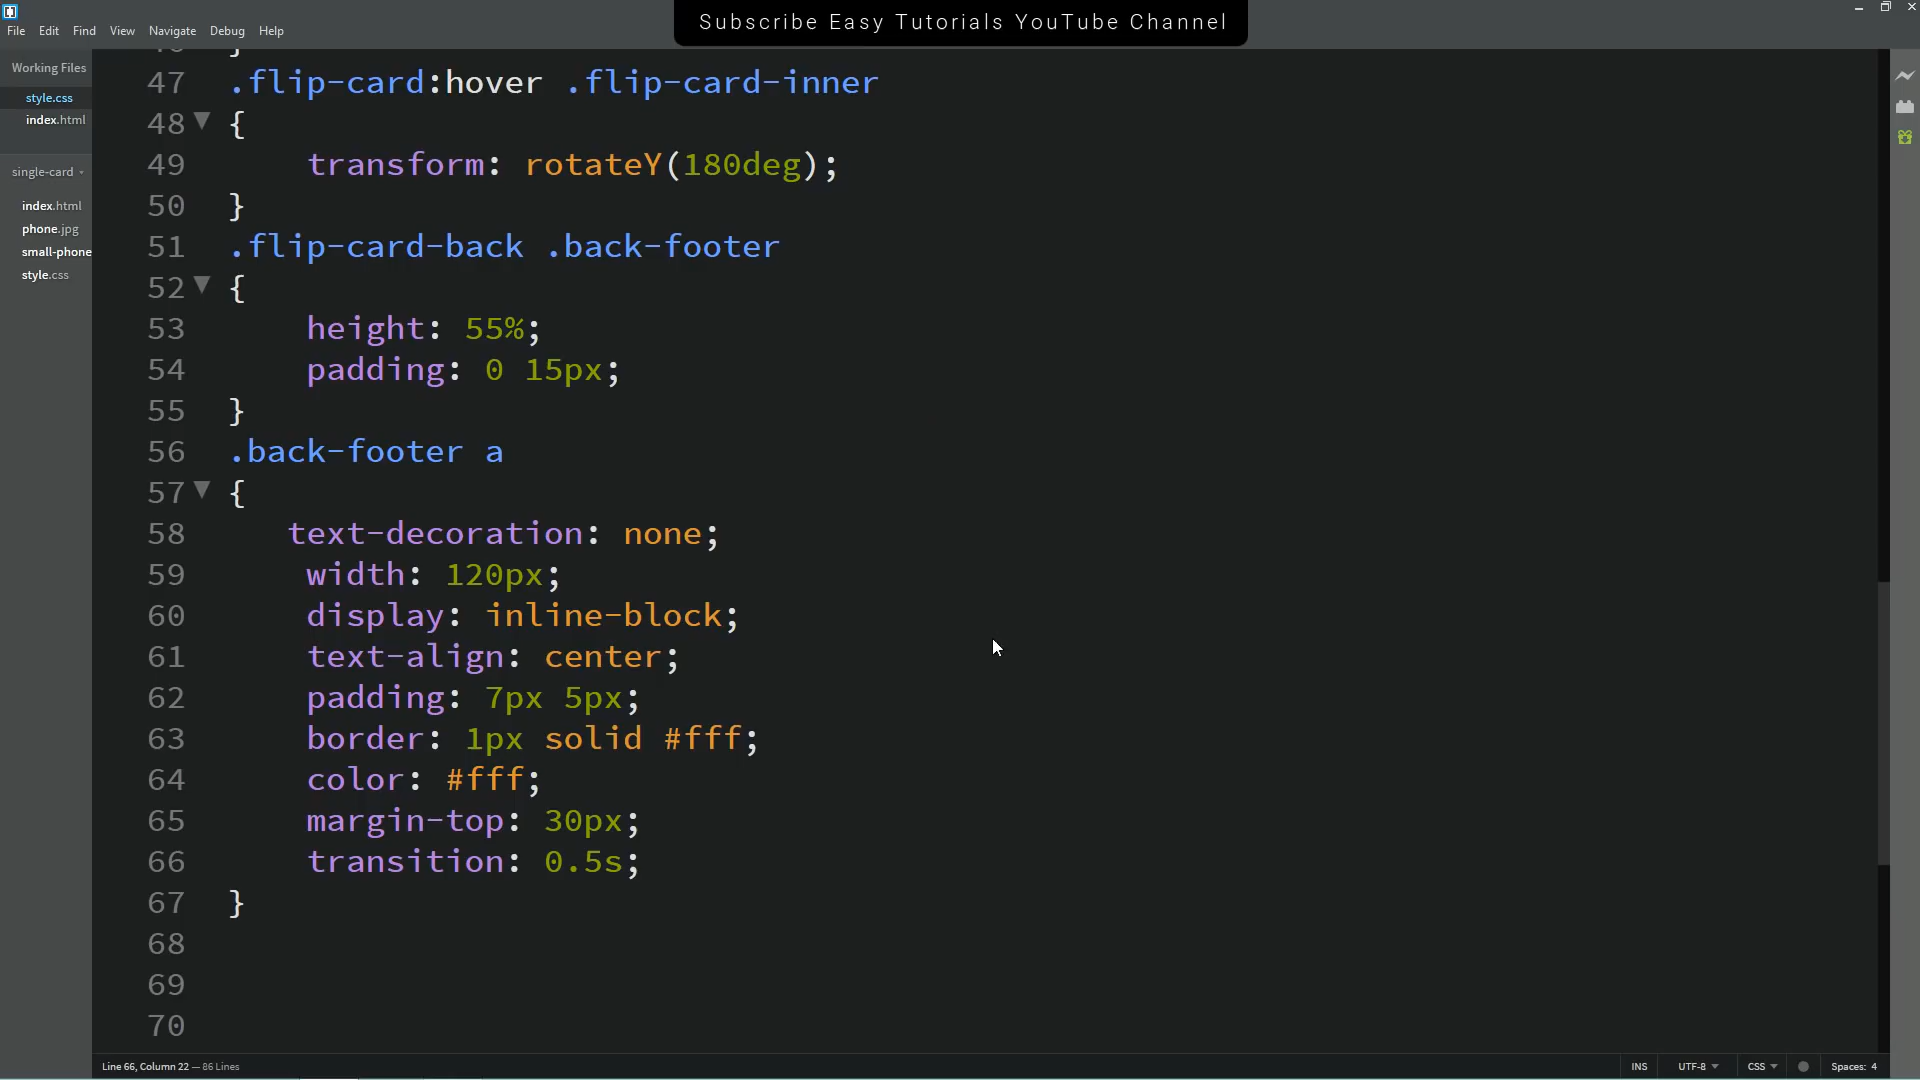 Subscribe Easy Tutorials YouTube Channel
File Edit Find View Navigate Debug Help
Working Files
style.css
index.html
single-card
index.html
phone.jpg
small-phone
style.css
}
47 .flip-card:hover .flip-card-inner
48 {
49 transform: rotateY(180deg);
50 }
51 .flip-card-back .back-footer
52 {
53 height: 55%;
54 padding: 0 15px;
55 }
56 .back-footer a
57 {
58 text-decoration: none;
59 width: 120px;
60 display: inline-block;
61 text-align: center;
62 padding: 7px 5px;
63 border: 1px solid #fff;
64 color: #fff;
65 margin-top: 30px;
66 transition: 0.5s;
67 }
68
69
70
Line 66, Column 22 — 86 Lines
INS UTF-8 CSS Spaces: 4